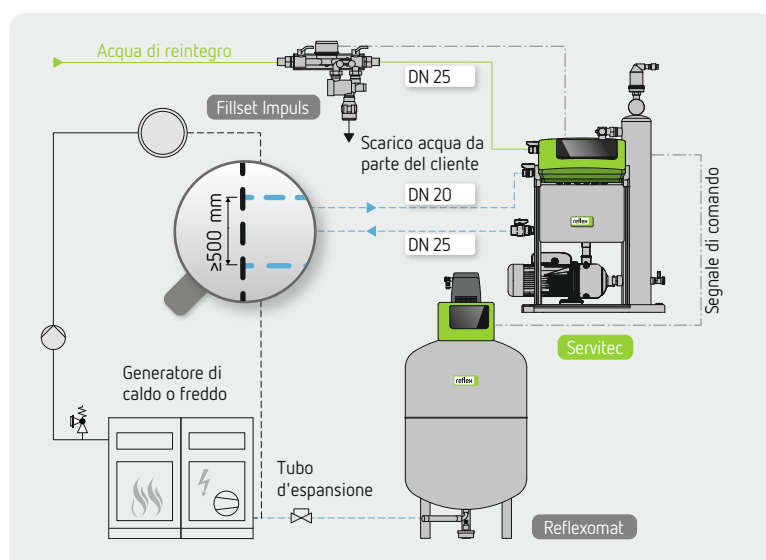 Acqua di reintegro
DN 25
Fillset Impuls
Scarico acqua da
parte del cliente
DN 20
DN 25
≥500 mm
reflex
Segnale di comando
Servitec
Generatore di
caldo o freddo
reflex
Tubo
d'espansione
Reflexomat